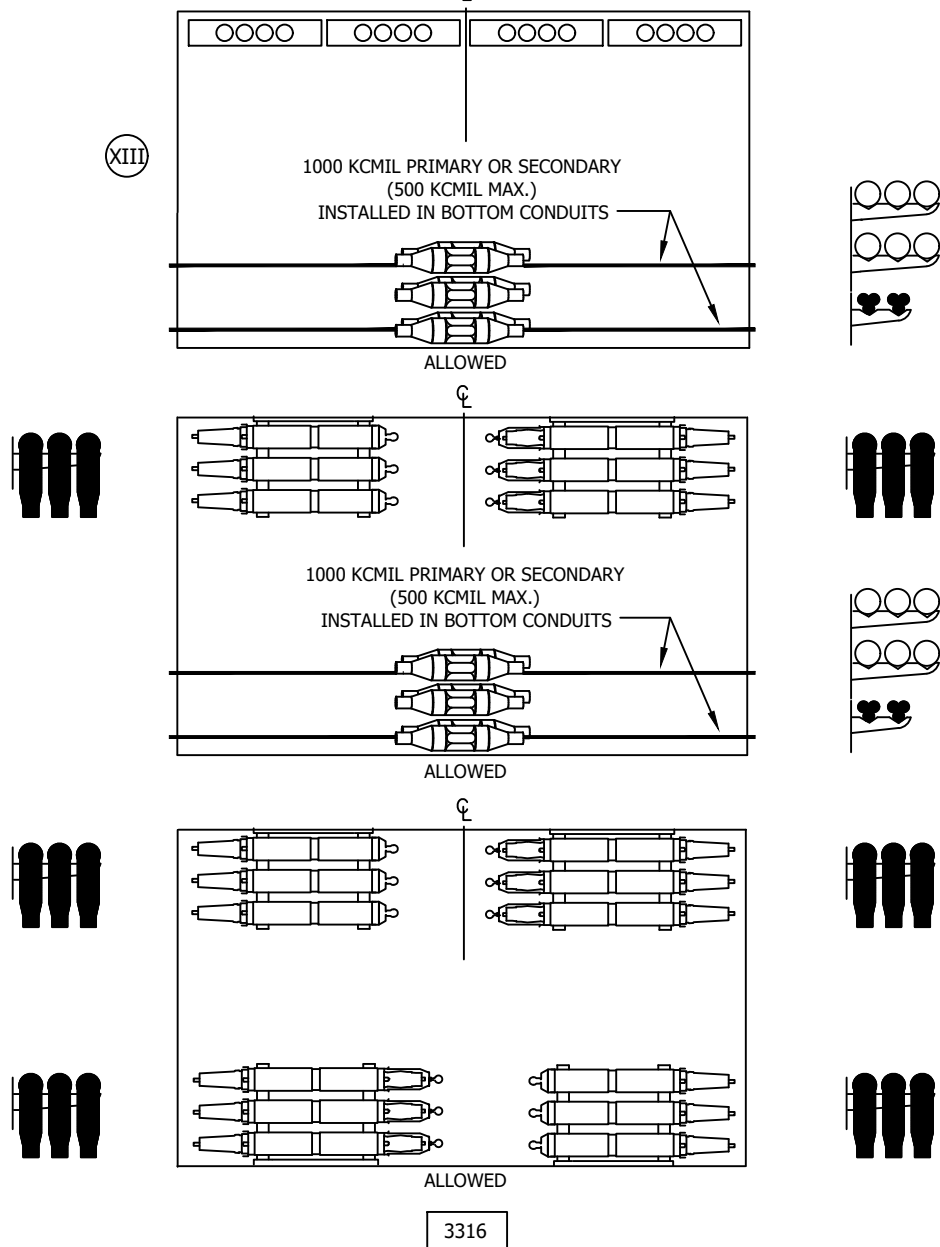 XIII
1000 KCMIL PRIMARY OR SECONDARY
(500 KCMIL MAX.)
INSTALLED IN BOTTOM CONDUITS
ALLOWED
℄
1000 KCMIL PRIMARY OR SECONDARY
(500 KCMIL MAX.)
INSTALLED IN BOTTOM CONDUITS
ALLOWED
℄
ALLOWED
3316